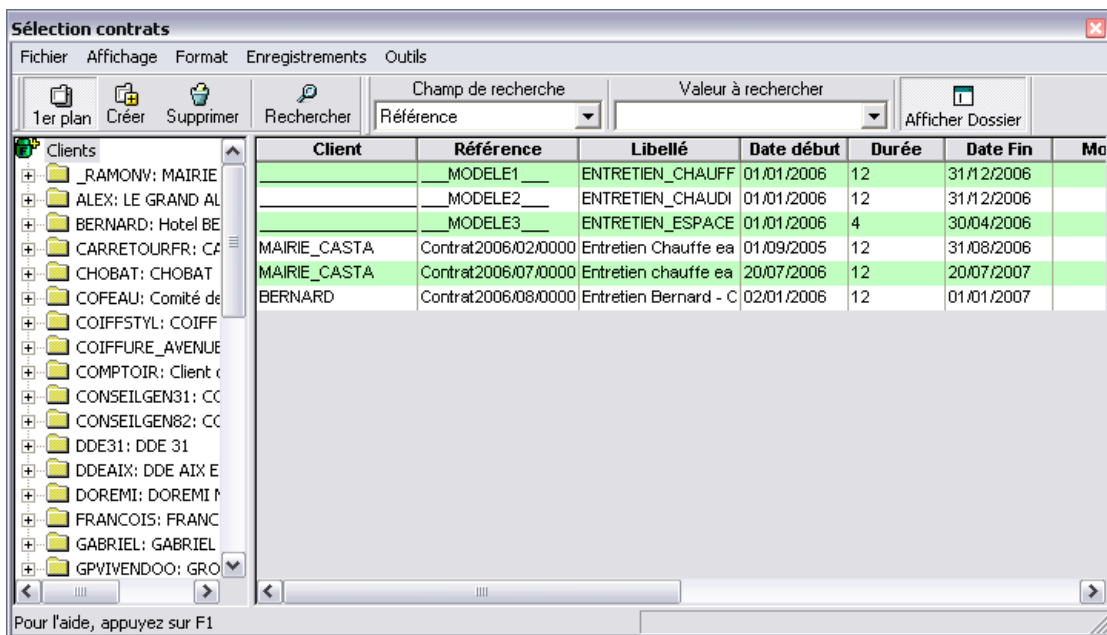 Sélection contrats
Fichier Affichage Format Enregistrements Outils
1er plan Créer Supprimer Rechercher Champ de recherche Référence Valeur à rechercher Afficher Dossier
Clients
_RAMONV: MAIRIE
ALEX: LE GRAND AL
BERNARD: Hotel BE
CARRETOURFR: CA
CHOBAT: CHOBAT
COFEAU: Comité de
COIFFSTYL: COIFF
COIFFURE_AVENUE
COMPTOIR: Client
CONSEILGEN31: CO
CONSEILGEN82: CO
DDE31: DDE 31
DDEAIX: DDE AIX E
DOREMI: DOREMI
FRANCOIS: FRANC
GABRIEL: GABRIEL
GPVIVENDOO: GRO
Client Référence Libellé Date début Durée Date Fin Mo
___MODELE1___ ENTRETIEN_CHAUFF 01/01/2006 12 31/12/2006
___MODELE2___ ENTRETIEN_CHAUDI 01/01/2006 12 31/12/2006
___MODELE3___ ENTRETIEN_ESPACE 01/01/2006 4 30/04/2006
MAIRIE_CASTA Contrat2006/02/0000 Entretien Chauffe ea 01/09/2005 12 31/08/2006
MAIRIE_CASTA Contrat2006/07/0000 Entretien chauffe ea 20/07/2006 12 20/07/2007
BERNARD Contrat2006/08/0000 Entretien Bernard - C 02/01/2006 12 01/01/2007
Pour l'aide, appuyez sur F1